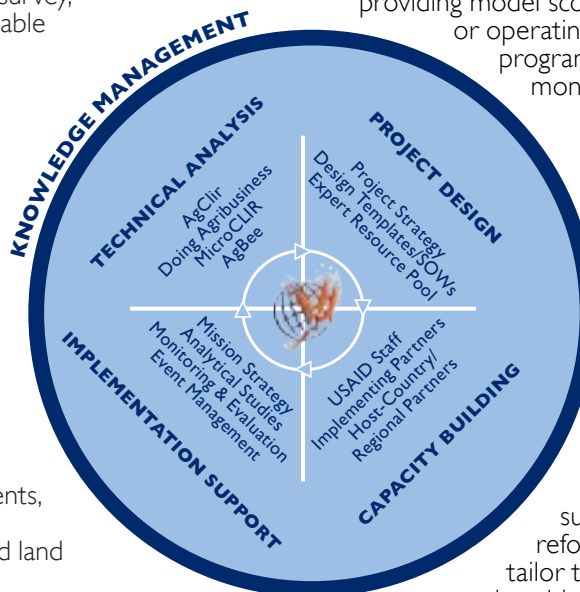 survey,
able
providing model sco
or operatin
program
mon
KNOWLEDGE MANAGEMENT
TECHNICAL ANALYSIS
AgClir
Doing Agribusiness
MicroCLIR
AgBee
PROJECT DESIGN
Project Strategy
Design Templates/SOWs
Expert Resource Pool
IMPLEMENTATION SUPPORT
Mission Strategy
Analytical Studies
Monitoring & Evaluation
Event Management
CAPACITY BUILDING
USAID Staff
Implementing Partners
Host-Country/
Regional Partners
ents,
d land
su
refo
tailor t